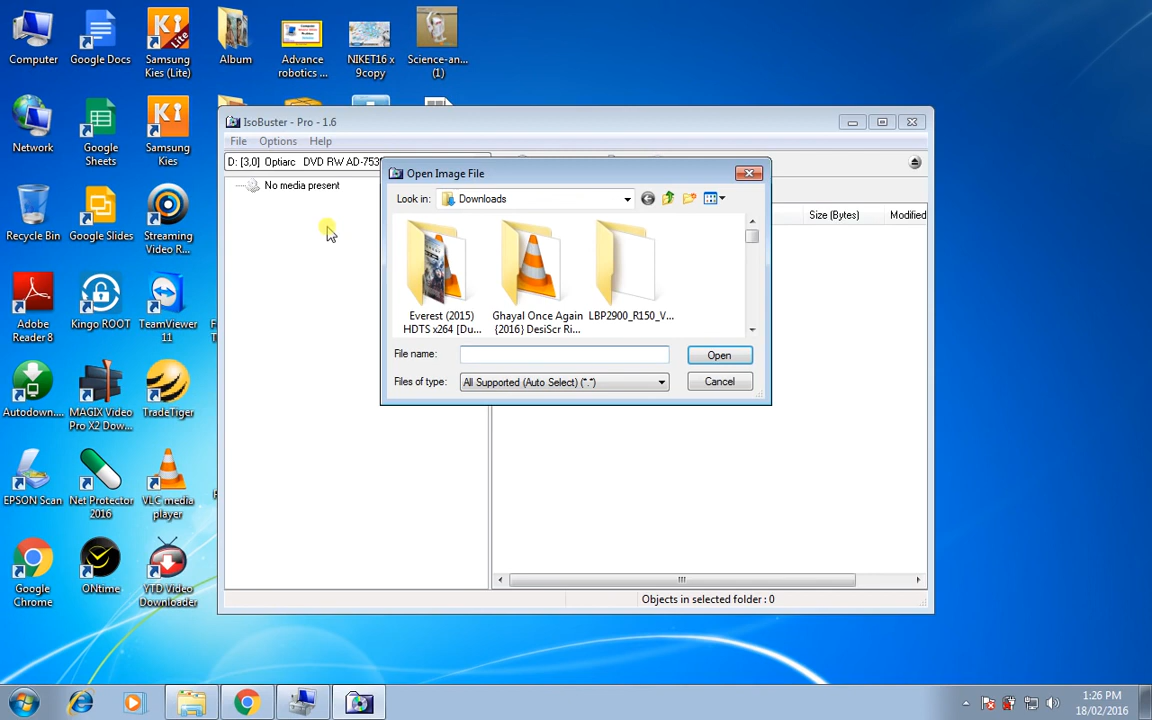 Computer
Google Docs
Samsung
Kies (Lite)
Album
Advance
robotics ...
NIKET16 x
9copy
Science-an...
(1)
Network
Google
Sheets
Samsung
Kies
Recycle Bin
Google Slides
Streaming
Video R...
Adobe
Reader 8
Kingo ROOT
TeamViewer
11
Autodown....
MAGIX Video
Pro X2 Dow...
TradeTiger
EPSON Scan
Net Protector
2016
VLC media
player
Google
Chrome
ONtime
YTD Video
Downloader
IsoBuster - Pro - 1.6
File Options Help
D: [3,0] Optiarc DVD RW AD-753
No media present
Size (Bytes) Modified
Objects in selected folder : 0
Open Image File
Look in: Downloads
Everest (2015)
HDTS x264 [Du...
Ghayal Once Again
{2016} DesiScr Ri...
LBP2900_R150_V...
File name: Open
Files of type: All Supported (Auto Select) (*.*) Cancel
1:26 PM
18/02/2016